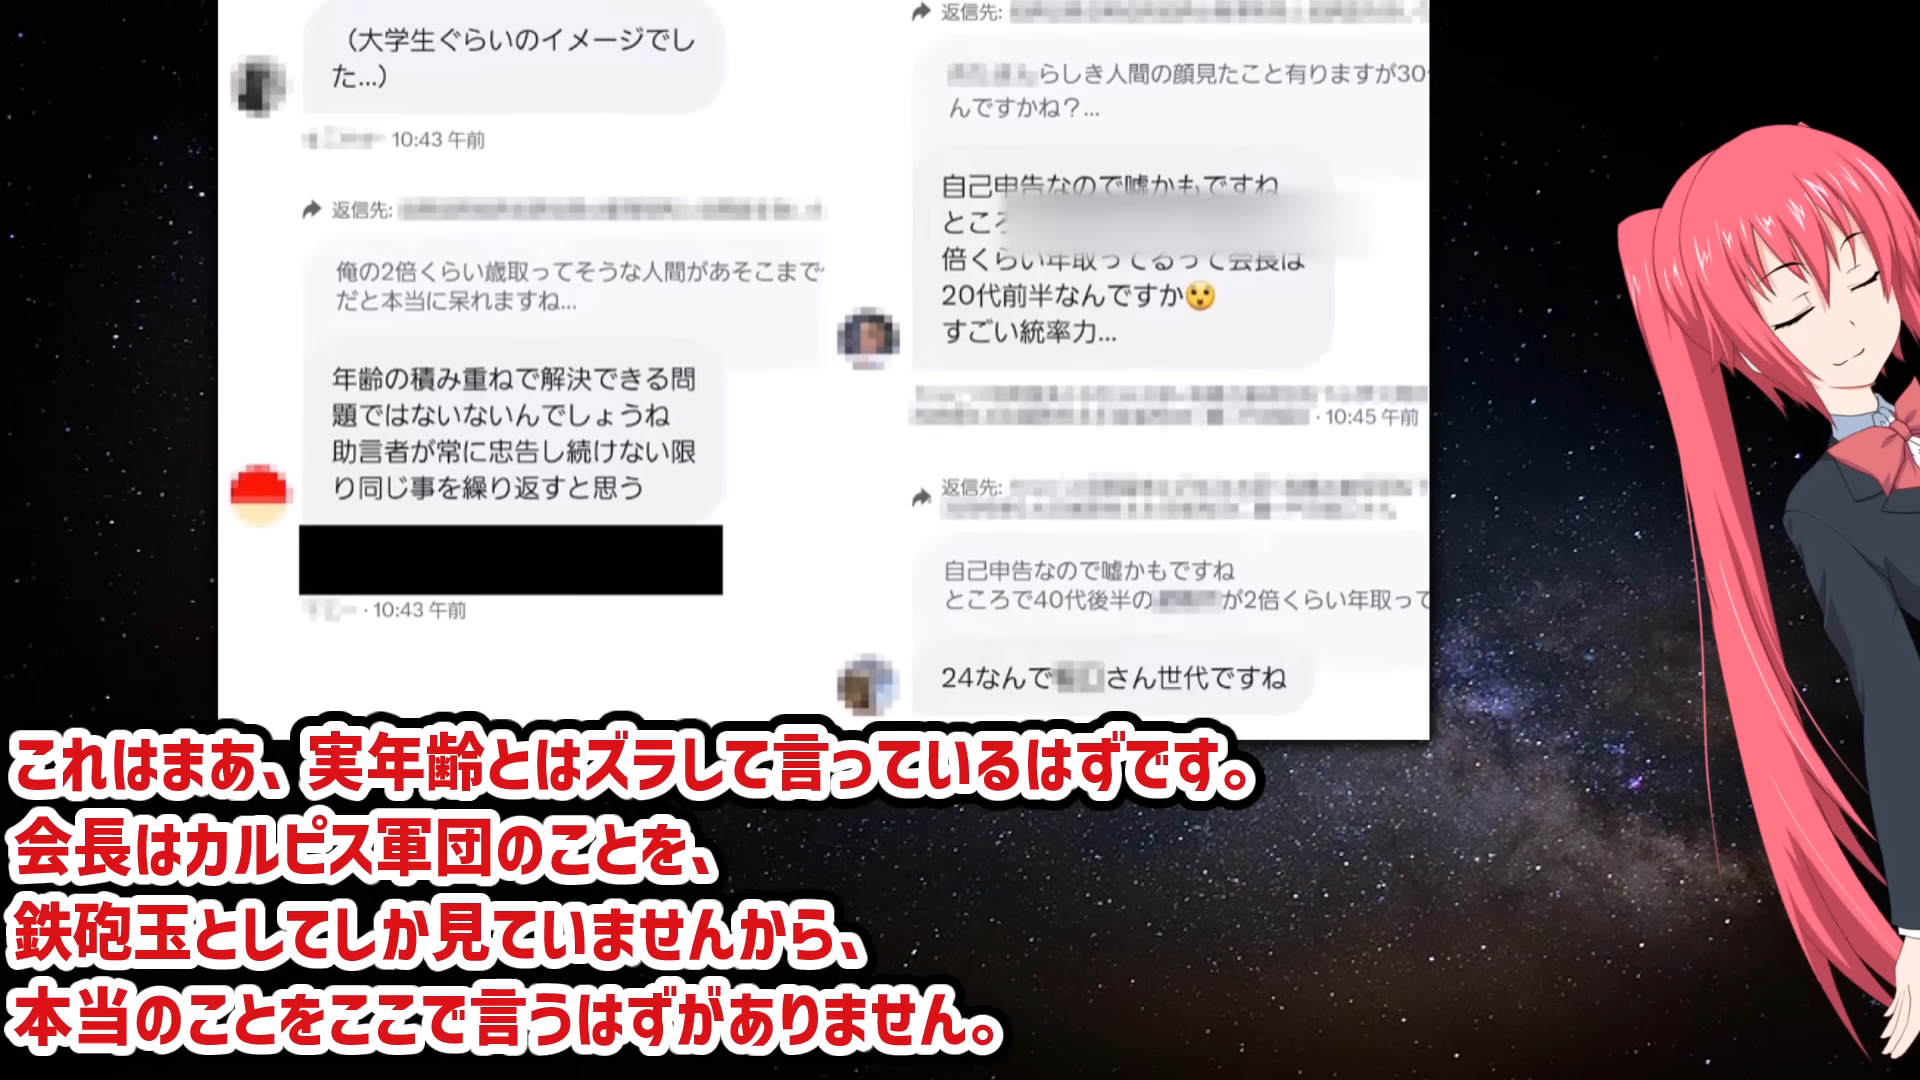 （大学生ぐらいのイメージでし
た...）
10:43 午前
返信先:
俺の2倍くらい歳取ってそうな人間があそこまで
だと本当に呆れますね...
年齢の積み重ねで解決できる問
題ではないないんでしょうね
助言者が常に忠告し続けない限
り同じ事を繰り返すと思う
· 10:43 午前
返信先:
らしき人間の顔見たこと有りますが30
んですかね？...
自己申告なので嘘かもですね
ところ
倍くらい年取ってるって会長は
20代前半なんですか😮
すごい統率力...
· 10:45 午前
返信先:
自己申告なので嘘かもですね
ところで40代後半の が2倍くらい年取って
24なんで さん世代ですね
これはまあ、実年齢とはズラして言っているはずです。
会長はカルピス軍団のことを、
鉄砲玉としてしか見ていませんから、
本当のことをここで言うはずがありません。